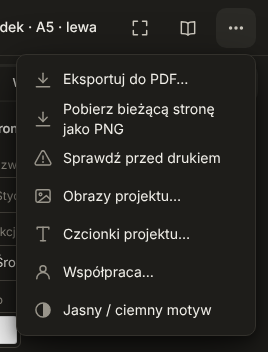 dek · A5 · lewa
Eksportuj do PDF...
Pobierz bieżącą stronę
jako PNG
Sprawdź przed drukiem
Obrazy projektu...
Czcionki projektu...
Współpraca...
Jasny / ciemny motyw